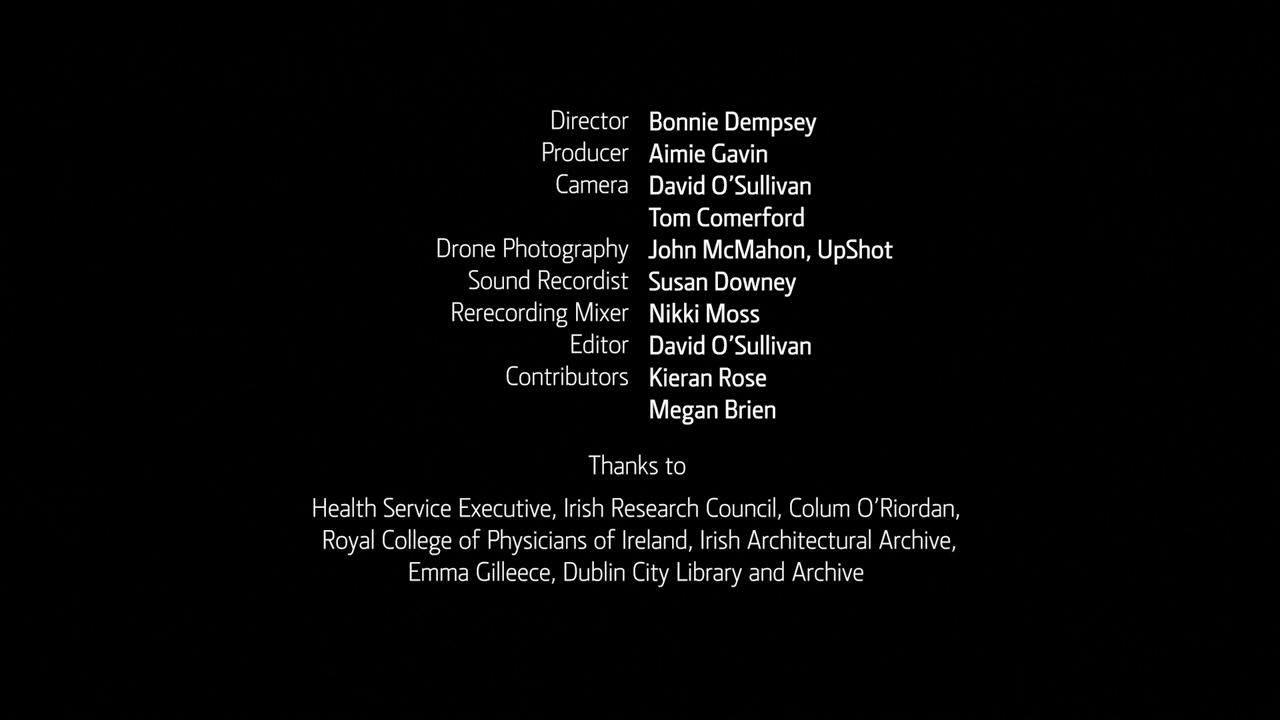 Director Bonnie Dempsey
Producer Aimie Gavin
Camera David O'Sullivan
Tom Comerford
Drone Photography John McMahon, UpShot
Sound Recordist Susan Downey
Rerecording Mixer Nikki Moss
Editor David O'Sullivan
Contributors Kieran Rose
Megan Brien
Thanks to
Health Service Executive, Irish Research Council, Colum O'Riordan,
Royal College of Physicians of Ireland, Irish Architectural Archive,
Emma Gilleece, Dublin City Library and Archive